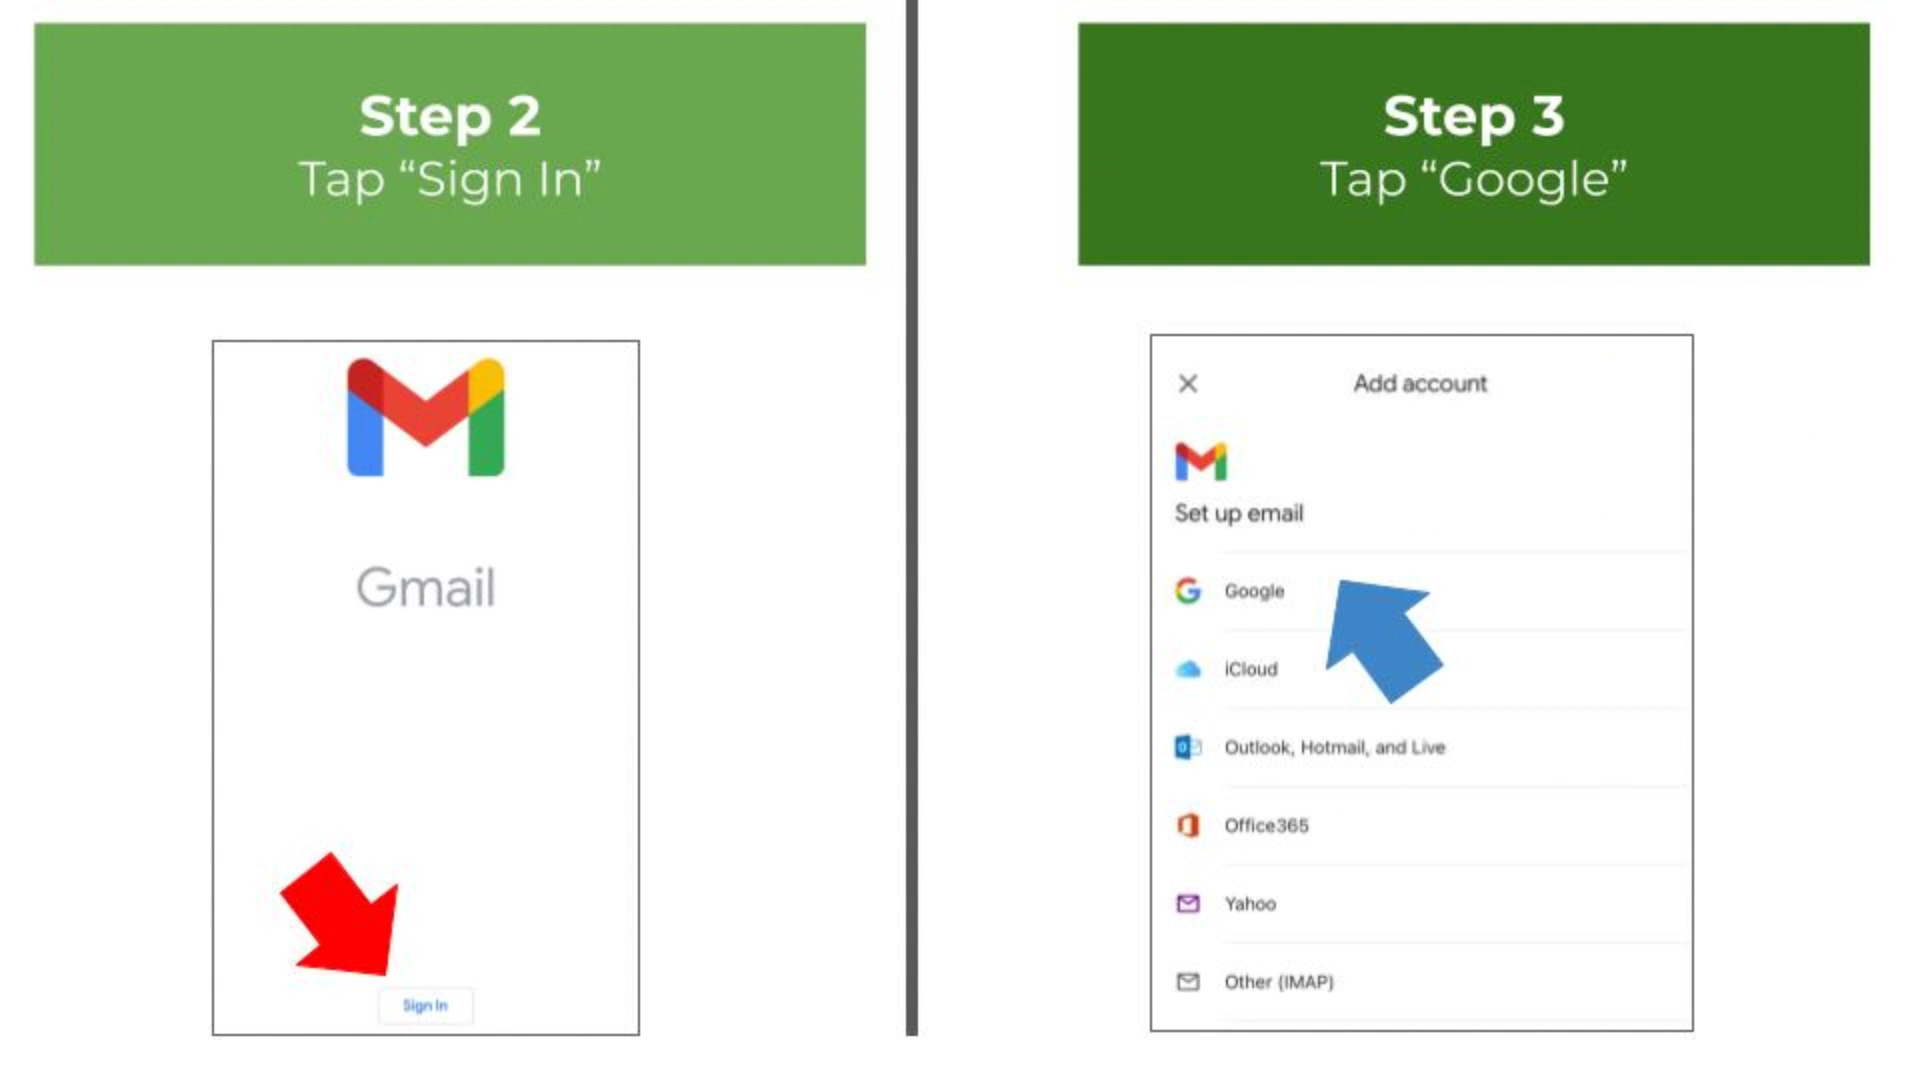 Step 2
Tap “Sign In”
Gmail
Sign In
Step 3
Tap “Google”
Add account
Set up email
Google
iCloud
Outlook, Hotmail, and Live
Office365
Yahoo
Other (IMAP)